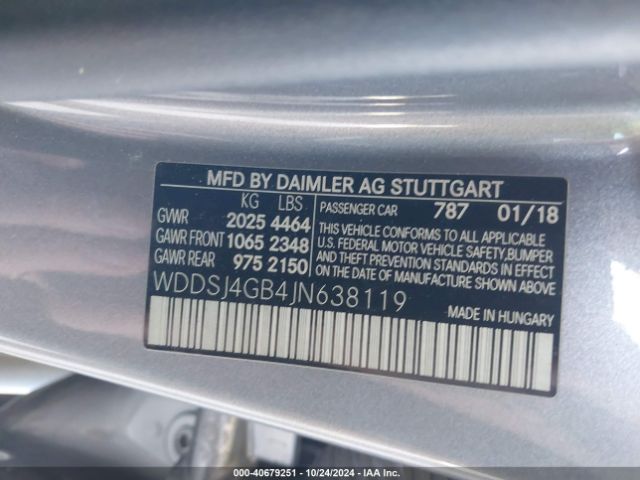 MFD BY DAIMLER AG STUTTGART
KG LBS
GVWR 2025 4464
GAWR FRONT 1065 2348
GAWR REAR 975 2150
PASSENGER CAR 787 01/18
THIS VEHICLE CONFORMS TO ALL APPLICABLE
U.S. FEDERAL MOTOR VEHICLE SAFETY, BUMPER
AND THEFT PREVENTION STANDARDS IN EFFECT
ON THE DATE OF MANUFACTURE SHOWN ABOVE
WDDSJ4GB4JN638119
MADE IN HUNGARY
000-40679251 - 10/24/2024 - IAA Inc.